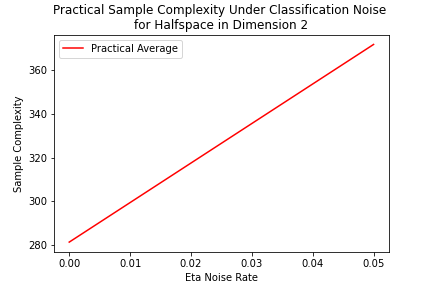 Practical Sample Complexity Under Classification Noise
for Halfspace in Dimension 2
Practical Average
Sample Complexity
360
340
320
300
280
0.00 0.01 0.02 0.03 0.04 0.05
Eta Noise Rate